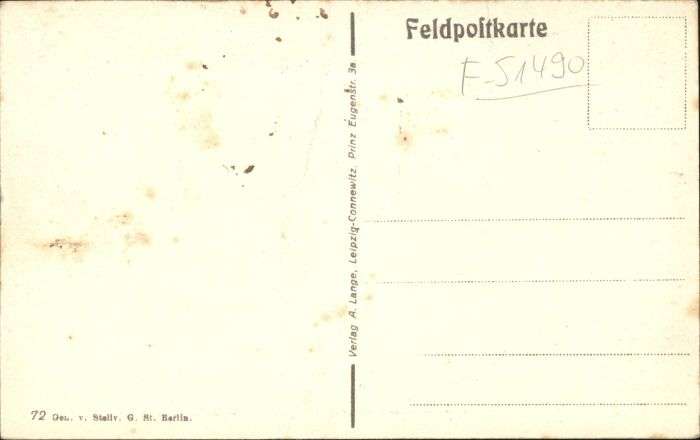 Feldpostkarte
F-51490
Verlag A. Lange, Leipzig-Connewitz, Prinz Eugenstr. 3a
72 Gen. v. Stellv. G. St. Berlin.